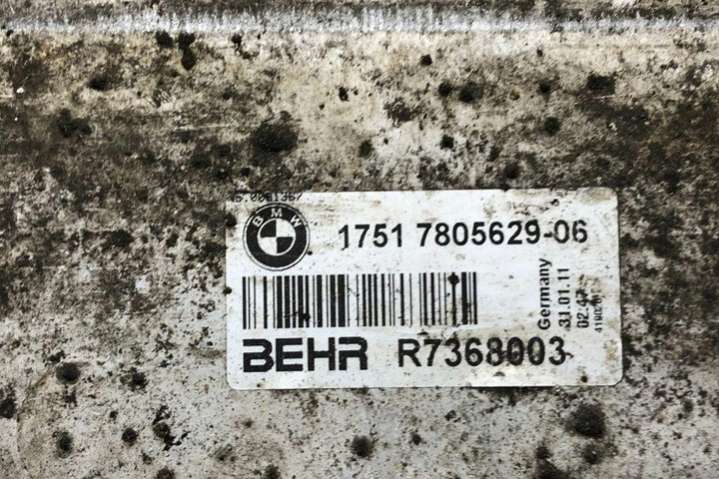 BMW
1751 7805629-06
BEHR R7368003
Germany
31.01.11